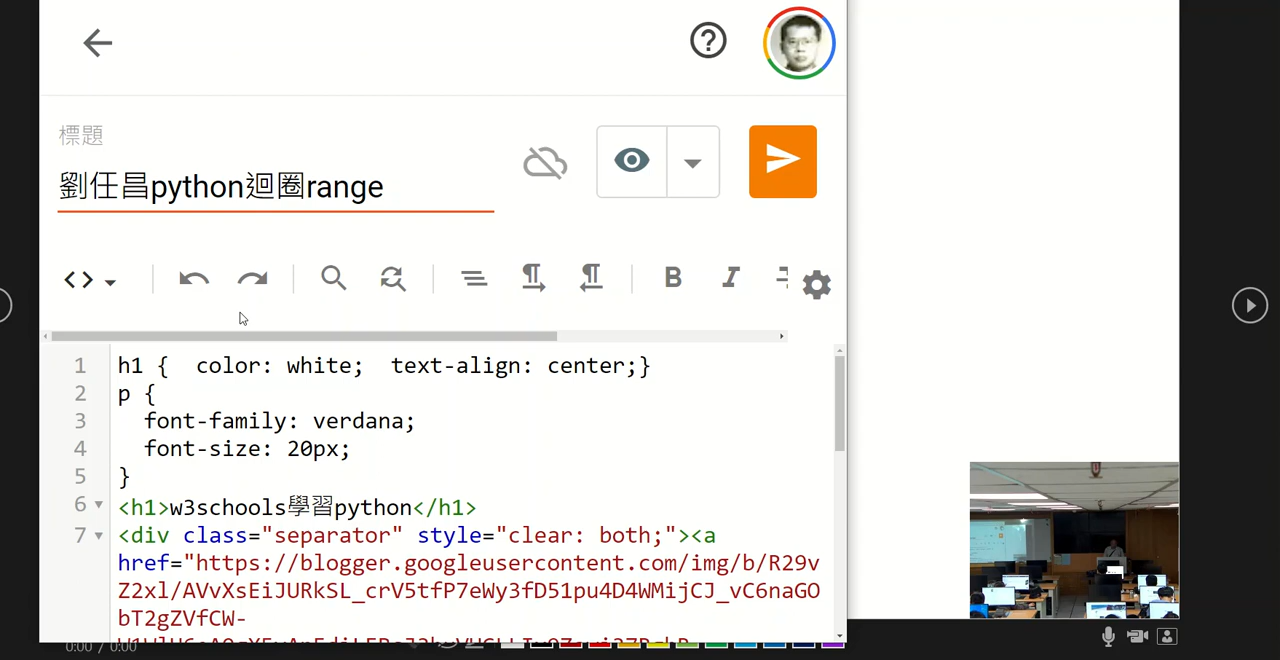 標題
劉任昌python迴圈range
B I
1 h1 {  color: white;  text-align: center;}
2 p {
3   font-family: verdana;
4   font-size: 20px;
5 }
6 <h1>w3schools學習python</h1>
7 <div class="separator" style="clear: both;"><a
href="https://blogger.googleusercontent.com/img/b/R29v
Z2xl/AVvXsEiJURkSL_crV5tfP7eWy3fD51pu4D4WMijCJ_vC6naGO
bT2gZVfCW-
0:00 / 0:00